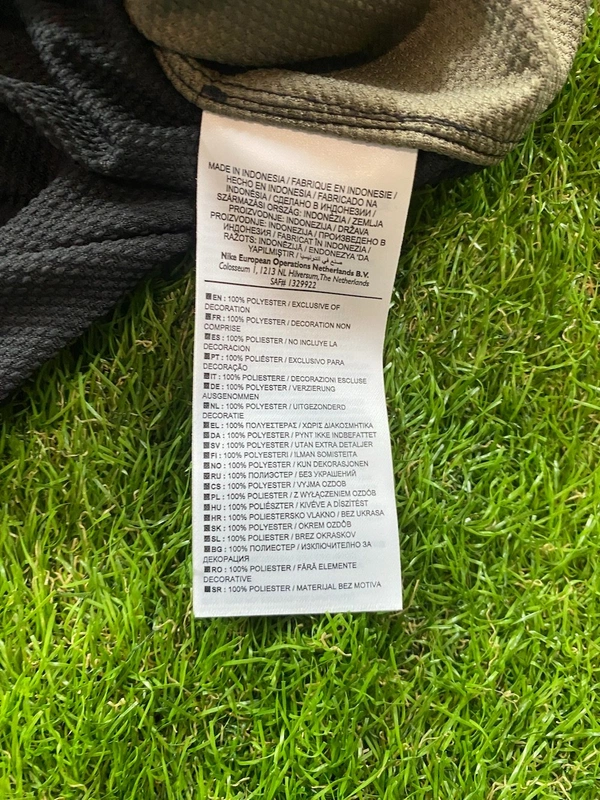 MADE IN INDONESIA / FABRIQUE EN INDONESIE /
HECHO EN INDONESIA / FABRICADO NA
INDONÉSIA / СДЕЛАНО В ИНДОНЕЗИИ /
SZÁRMAZÁSI ORSZÁG: INDONÉZIA / ZEMLJA
PROIZVODNJE: INDONEZIJA / DRŽAVA
PROIZVODNJE: INDONEZIJA / ПРОИЗВЕДЕНО В
ИНДОНЕЗИЯ / FABRICAT ÎN INDONEZIA /
RAŽOTS: INDONĒZIJĀ / ENDONEZYA 'DA
YAPILMIŞTIR / صنع في اندونيسيا
Nike European Operations Netherlands B.V.
Colosseum 1, 1213 NL Hilversum, The Netherlands
SAF# 1329922
EN : 100% POLYESTER / EXCLUSIVE OF
DECORATION
FR : 100% POLYESTER / DECORATION NON
COMPRISE
ES : 100% POLYESTER / NO INCLUYE LA
DECORACION
PT : 100% POLIÉSTER / EXCLUSIVO PARA
DECORAÇÃO
IT : 100% POLIESTERE / DECORAZIONI ESCLUSE
DE : 100% POLYESTER / VERZIERUNG
AUSGENOMMEN
NL : 100% POLYESTER / UITGEZONDERD
DECORATIE
EL : 100% ΠΟΛΥΕΣΤΕΡΑΣ / ΧΩΡΙΣ ΔΙΑΚΟΣΜΗΤΙΚΑ
DA : 100% POLYESTER / PYNT IKKE INDBEFATTET
SV : 100% POLYESTER / UTAN EXTRA DETALJER
FI : 100% POLYESTERI / ILMAN SOMISTEITA
NO : 100% POLYESTER / KUN DEKORASJONEN
RU : 100% ПОЛИЭСТЕР / БЕЗ УКРАШЕНИЙ
CS : 100% POLYESTER / VYJMA OZDOB
PL : 100% POLIESTER / Z WYŁĄCZENIEM OZDÓB
HU : 100% POLIÉSZTER / KIVÉVE A DÍSZÍTÉST
HR : 100% POLIESTERSKO VLAKNO / BEZ UKRASA
SK : 100% POLYESTER / OKREM OZDÔB
SL : 100% POLIESTER / BREZ OKRASKOV
BG : 100% ПОЛИЕСТЕР / ИЗКЛЮЧИТЕЛНО ЗА
ДЕКОРАЦИЯ
RO : 100% POLIESTER / FĂRĂ ELEMENTE
DECORATIVE
SR : 100% POLIESTER / MATERIJAL BEZ MOTIVA